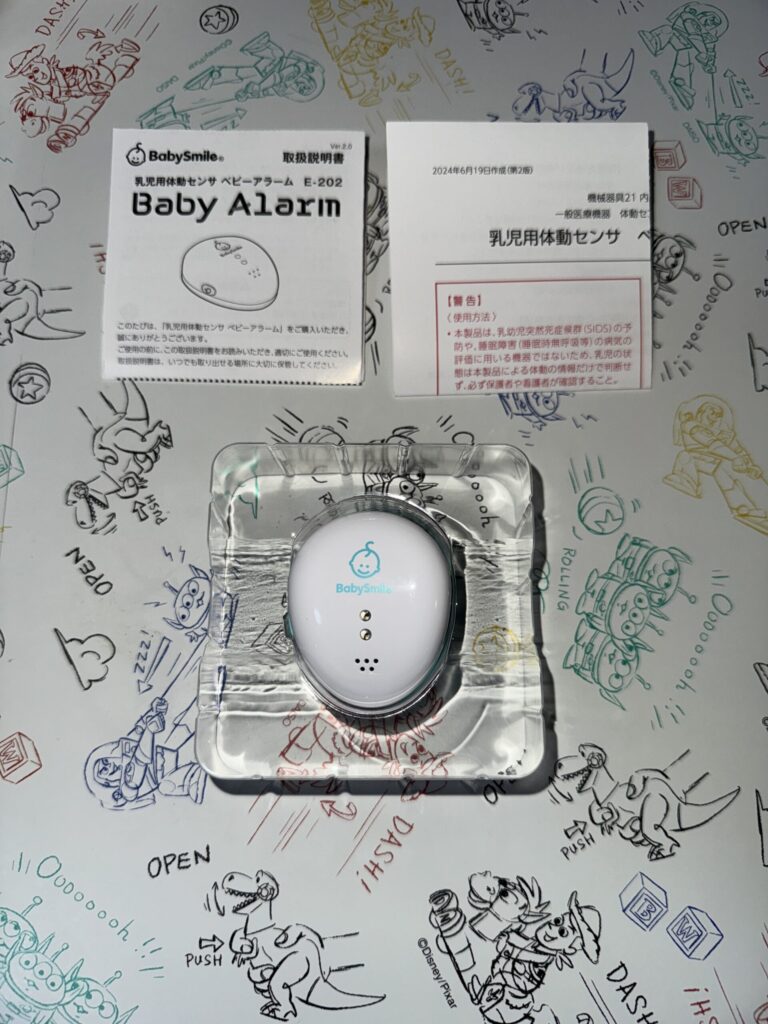 DASH!
ZZZ!
©Disney/Pixar
BabySmile®
Ver.2.0
取扱説明書
乳児用体動センサ ベビーアラーム E-202
Baby Alarm
このたびは、「乳児用体動センサ ベビーアラーム」をご購入いただき、
誠にありがとうございます。
ご使用の前に、この取扱説明書をお読みいただき、適切にご使用ください。
取扱説明書は、いつでも取り出せる場所に大切に保管してください。
2024年6月19日作成(第2版)
機械器具21 内
一般医療機器 体動セ
乳児用体動センサ ベ
【警告】
〈使用方法〉
・本製品は、乳幼児突然死症候群(SIDS)の予
防や、睡眠障害(睡眠時無呼吸等)の病気の
評価に用いる機器ではないため、乳児の状
態は本製品による体動の情報だけで判断せ
ず、必ず保護者や看護者が確認すること。
OPEN
PUSH
OPEN
ZZZ!
BabySmile
ROLLING
Oooooooh!!
DASH!
PUSH
OPEN
Oooooooh!!
PUSH
B
W
©Disney/Pixar
DASH